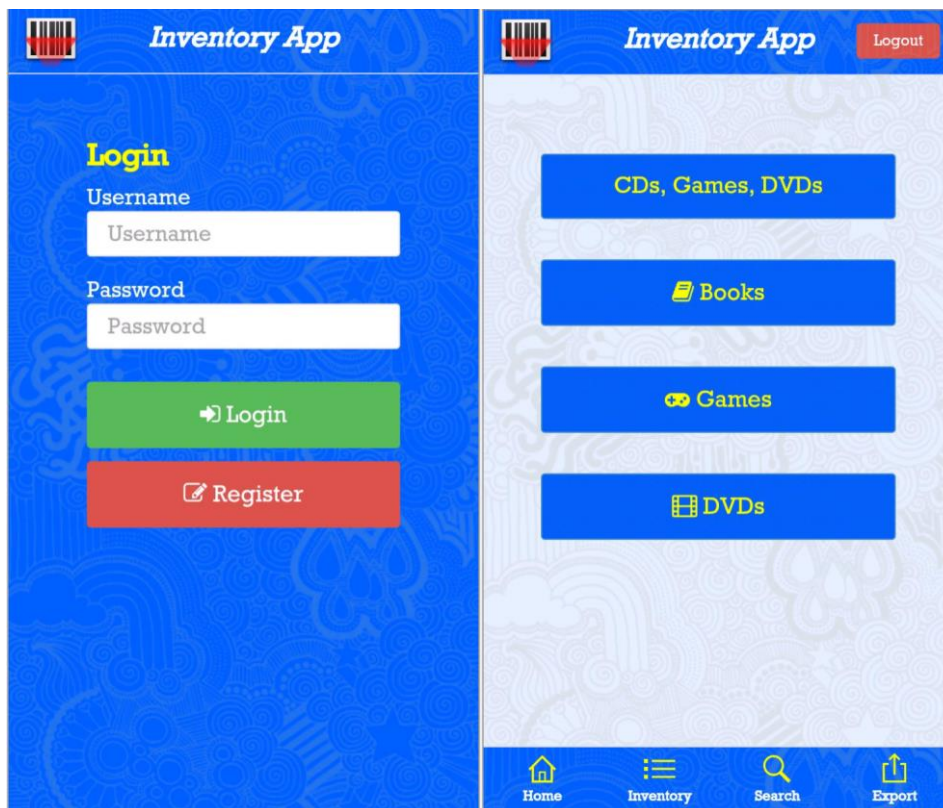 Inventory App
Login
Username
Username
Password
Password
Login
Register
Inventory App
Logout
CDs, Games, DVDs
Books
Games
DVDs
Home Inventory Search Export